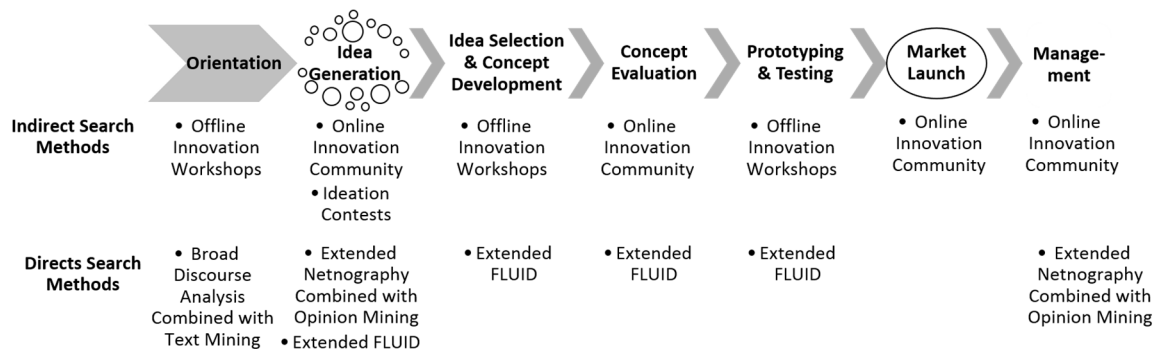 Orientation
Idea
Generation
Idea Selection
& Concept
Development
Concept
Evaluation
Prototyping
& Testing
Market
Launch
Manage-
ment
Indirect Search
Methods
• Offline
Innovation
Workshops
• Online
Innovation
Community
• Ideation
Contests
• Offline
Innovation
Workshops
• Online
Innovation
Community
• Offline
Innovation
Workshops
• Online
Innovation
Community
• Online
Innovation
Community
Directs Search
Methods
• Broad
Discourse
Analysis
Combined with
Text Mining
• Extended
Netnography
Combined with
Opinion Mining
• Extended FLUID
• Extended
FLUID
• Extended
FLUID
• Extended
FLUID
• Extended
Netnography
Combined with
Opinion Mining